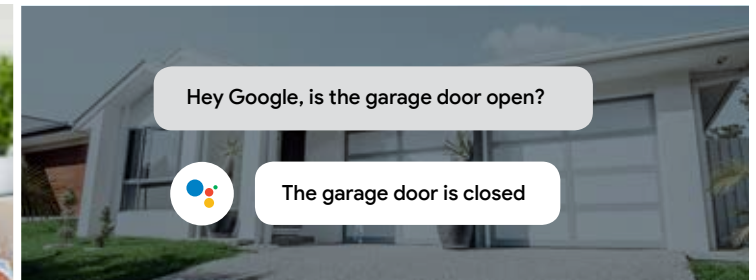 Hey Google, is the garage door open?
The garage door is closed